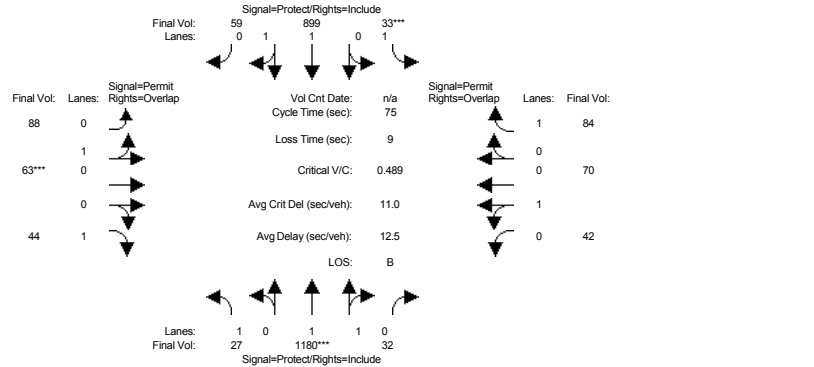 Signal=Protect/Rights=Include
Final Vol: 59 899 33***
Lanes: 0 1 1 0 1
Signal=Permit Signal=Permit
Final Vol: Lanes: Rights=Overlap Vol Cnt Date: n/a Rights=Overlap Lanes: Final Vol:
Cycle Time (sec): 75
88 0 1 84
Loss Time (sec): 9
1 0
63*** 0 Critical V/C: 0.489 0 70
0 Avg Crit Del (sec/veh): 11.0 1
44 1 Avg Delay (sec/veh): 12.5 0 42
LOS: B
Lanes: 1 0 1 1 0
Final Vol: 27 1180*** 32
Signal=Protect/Rights=Include